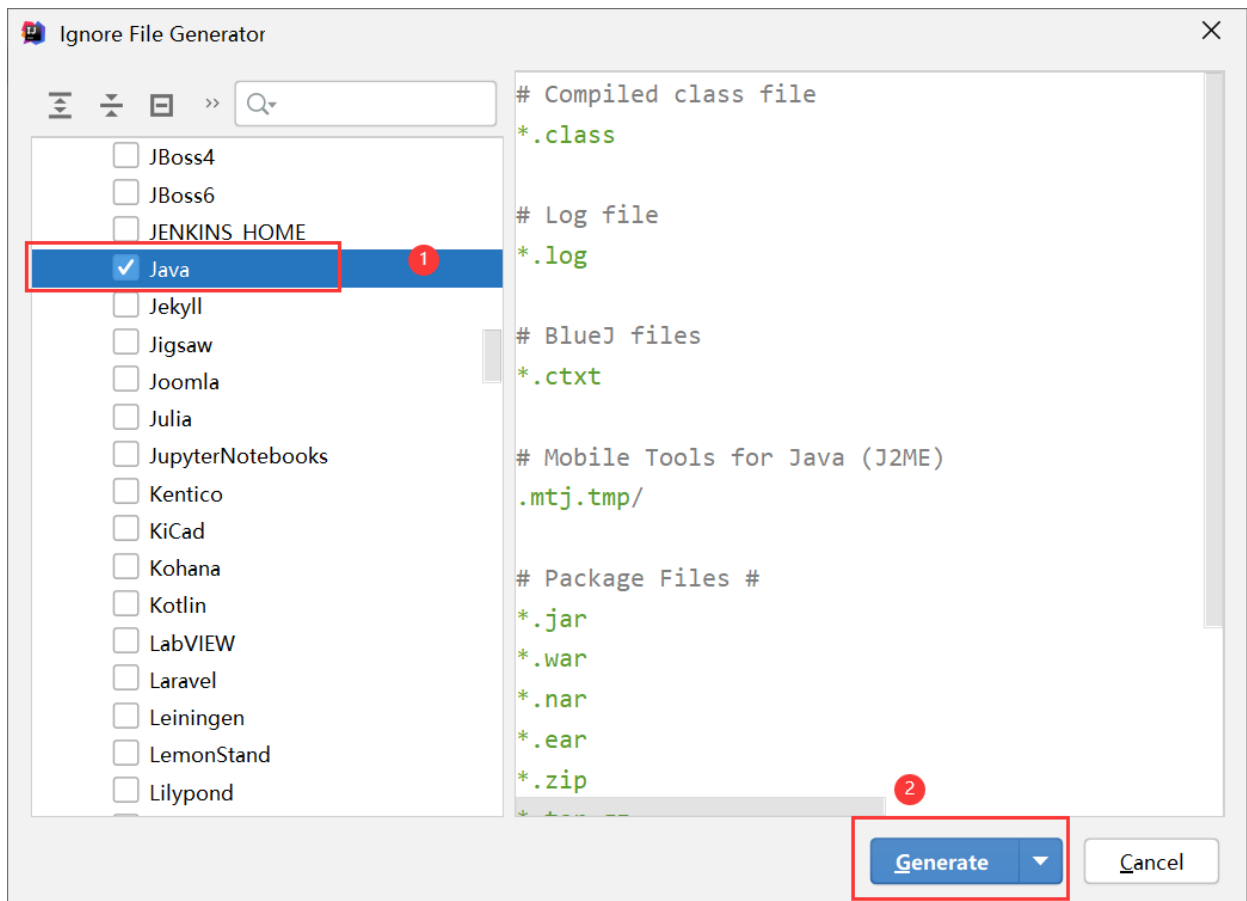 Ignore File Generator
JBoss4
JBoss6
JENKINS_HOME
Java
1
Jekyll
Jigsaw
Joomla
Julia
JupyterNotebooks
Kentico
KiCad
Kohana
Kotlin
LabVIEW
Laravel
Leiningen
LemonStand
Lilypond
# Compiled class file
*.class
# Log file
*.log
# BlueJ files
*.ctxt
# Mobile Tools for Java (J2ME)
.mtj.tmp/
# Package Files #
*.jar
*.war
*.nar
*.ear
*.zip
2
Generate
Cancel